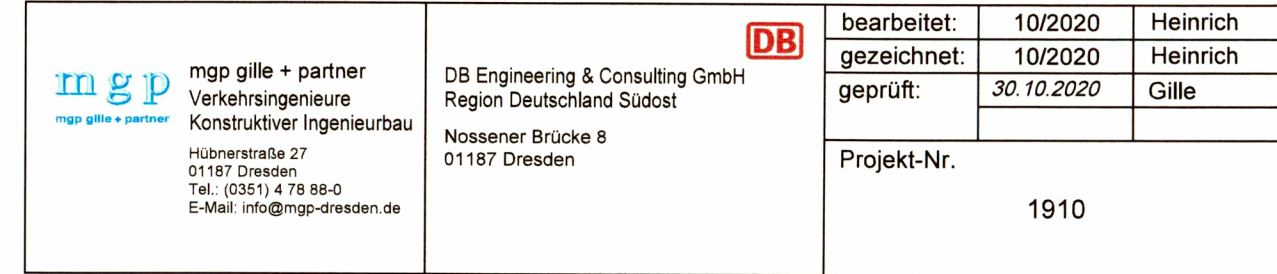 mgp
mgp gille + partner
mgp gille + partner
Verkehrsingenieure
Konstruktiver Ingenieurbau
Hübnerstraße 27
01187 Dresden
Tel.: (0351) 4 78 88-0
E-Mail: info@mgp-dresden.de
DB
DB Engineering & Consulting GmbH
Region Deutschland Südost
Nossener Brücke 8
01187 Dresden
bearbeitet: 10/2020 Heinrich
gezeichnet: 10/2020 Heinrich
geprüft: 30.10.2020 Gille
Projekt-Nr.
1910